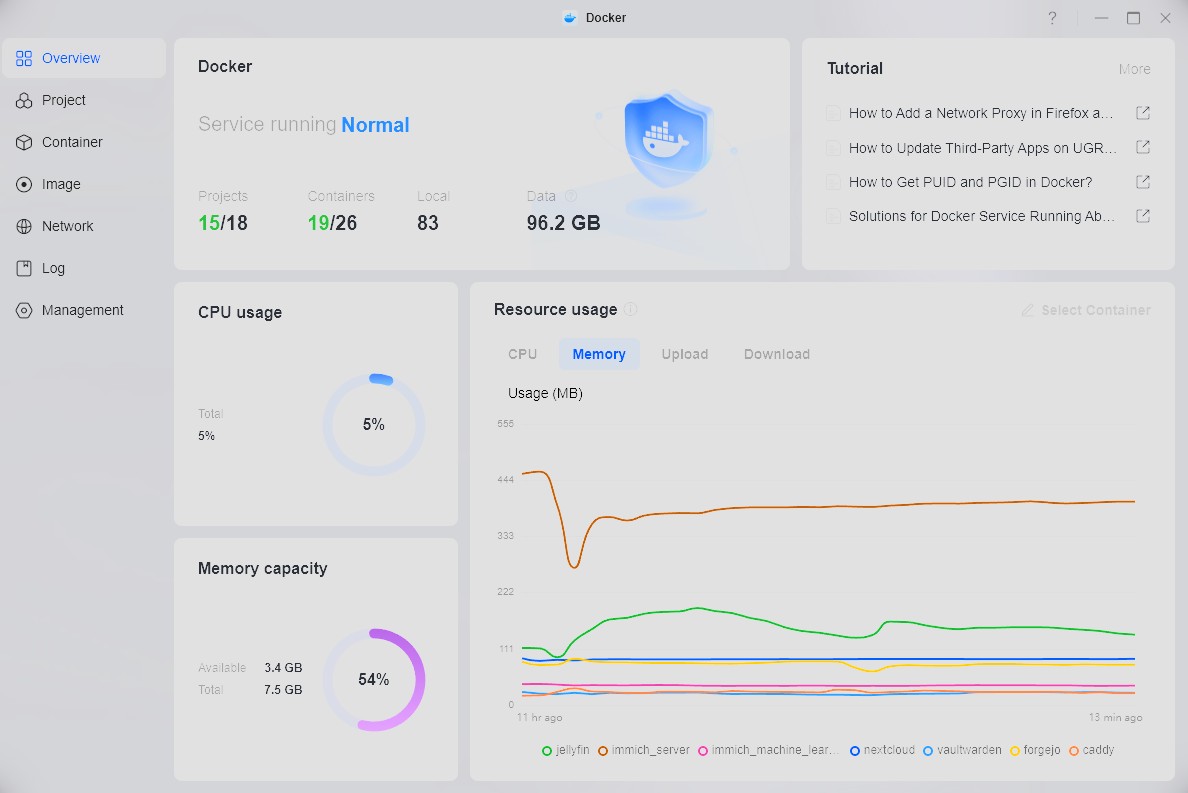 Docker
?
Overview
Project
Container
Image
Network
Log
Management
Docker
Service running Normal
Projects
15/18
Containers
19/26
Local
83
Data
96.2 GB
Tutorial
More
How to Add a Network Proxy in Firefox a...
How to Update Third-Party Apps on UGR...
How to Get PUID and PGID in Docker?
Solutions for Docker Service Running Ab...
CPU usage
Total
5%
5%
Memory capacity
Available 3.4 GB
Total 7.5 GB
54%
Resource usage
Select Container
CPU Memory Upload Download
Usage (MB)
555
444
333
222
111
0
11 hr ago 13 min ago
jellyfin immich_server immich_machine_lear... nextcloud vaultwarden forgejo caddy